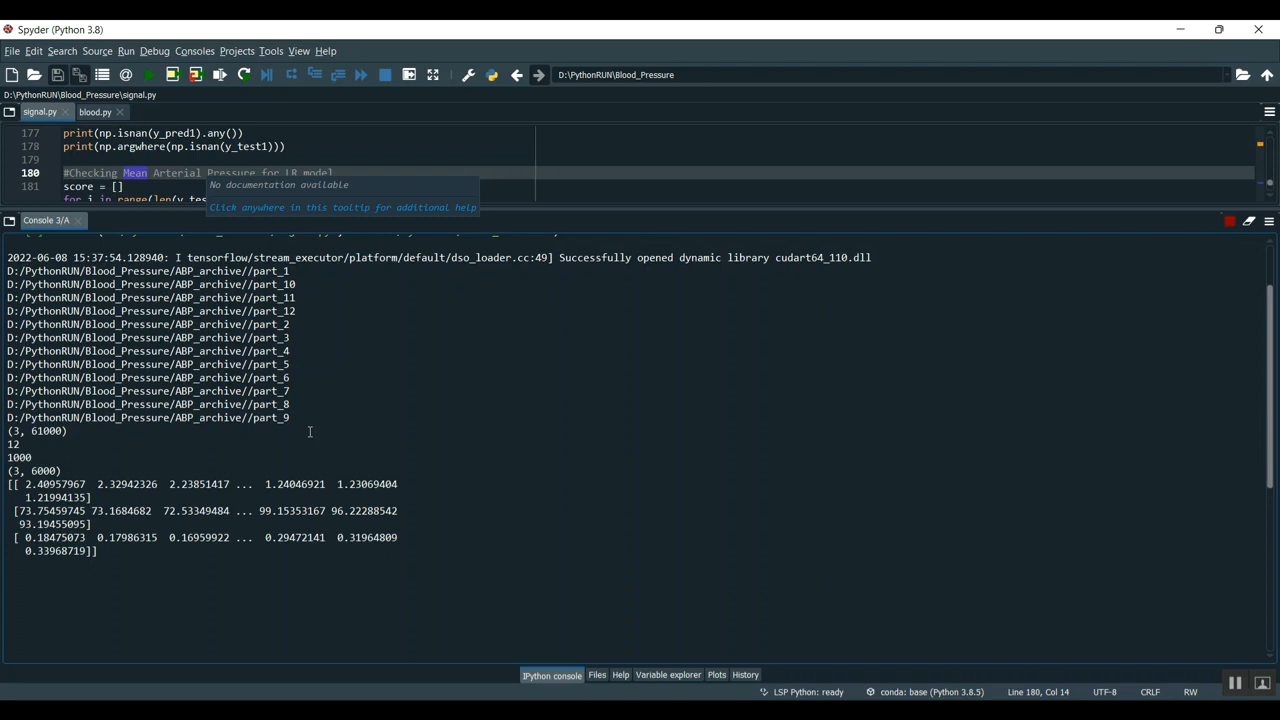 Spyder (Python 3.8)
File Edit Search Source Run Debug Consoles Projects Tools View Help
D:\PythonRUN\Blood_Pressure
D:\PythonRUN\Blood_Pressure\signal.py
signal.py blood.py
177 print(np.isnan(y_pred1).any())
178 print(np.argwhere(np.isnan(y_test1)))
179
180 #Checking Mean Arterial Pressure for LR model
No documentation available
181 score = []
for i in range(len(y_tes
Click anywhere in this tooltip for additional help
Console 3/A
2022-06-08 15:37:54.128940: I tensorflow/stream_executor/platform/default/dso_loader.cc:49] Successfully opened dynamic library cudart64_110.dll
D:/PythonRUN/Blood_Pressure/ABP_archive//part_1
D:/PythonRUN/Blood_Pressure/ABP_archive//part_10
D:/PythonRUN/Blood_Pressure/ABP_archive//part_11
D:/PythonRUN/Blood_Pressure/ABP_archive//part_12
D:/PythonRUN/Blood_Pressure/ABP_archive//part_2
D:/PythonRUN/Blood_Pressure/ABP_archive//part_3
D:/PythonRUN/Blood_Pressure/ABP_archive//part_4
D:/PythonRUN/Blood_Pressure/ABP_archive//part_5
D:/PythonRUN/Blood_Pressure/ABP_archive//part_6
D:/PythonRUN/Blood_Pressure/ABP_archive//part_7
D:/PythonRUN/Blood_Pressure/ABP_archive//part_8
D:/PythonRUN/Blood_Pressure/ABP_archive//part_9
(3, 61000)
12
1000
(3, 6000)
[[ 2.40957967 2.32942326 2.23851417 ... 1.24046921 1.23069404
1.21994135]
[73.75459745 73.1684682 72.53349484 ... 99.15353167 96.22288542
93.19455095]
[ 0.18475073 0.17986315 0.16959922 ... 0.29472141 0.31964809
0.33968719]]
IPython console Files Help Variable explorer Plots History
LSP Python: ready conda: base (Python 3.8.5) Line 180, Col 14 UTF-8 CRLF RW